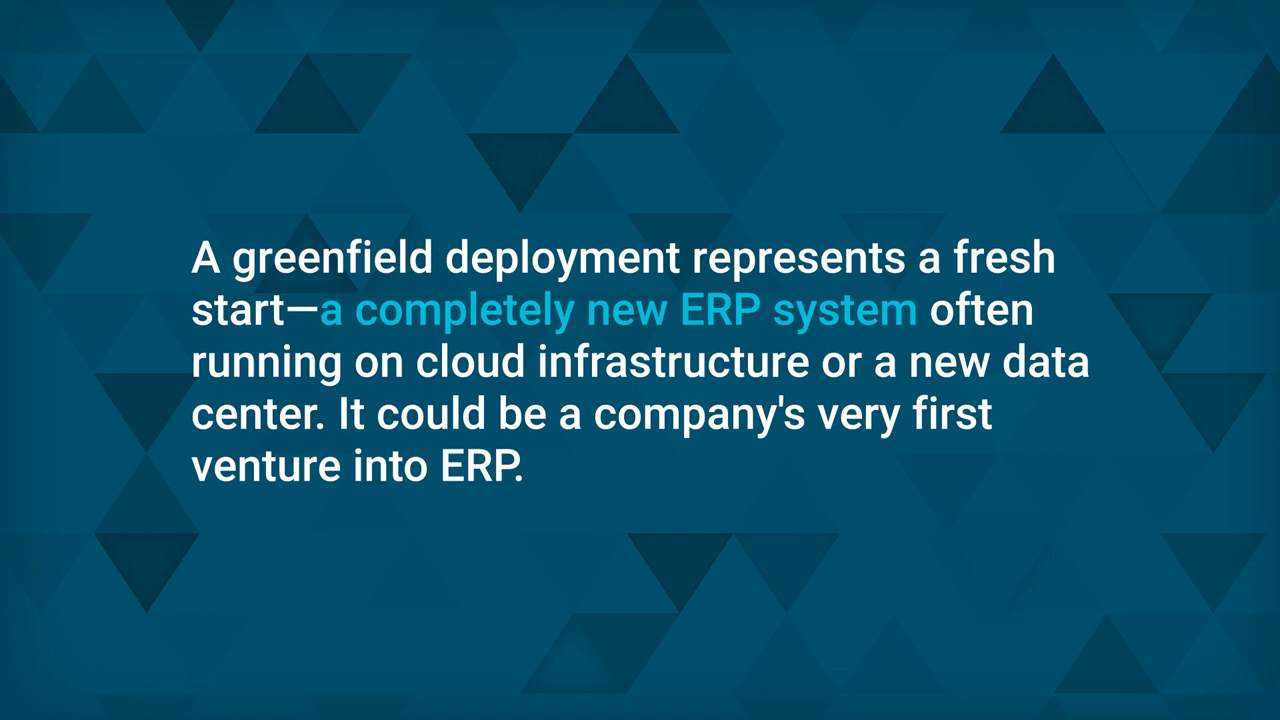 A greenfield deployment represents a fresh
start—a completely new ERP system often
running on cloud infrastructure or a new data
center. It could be a company's very first
venture into ERP.